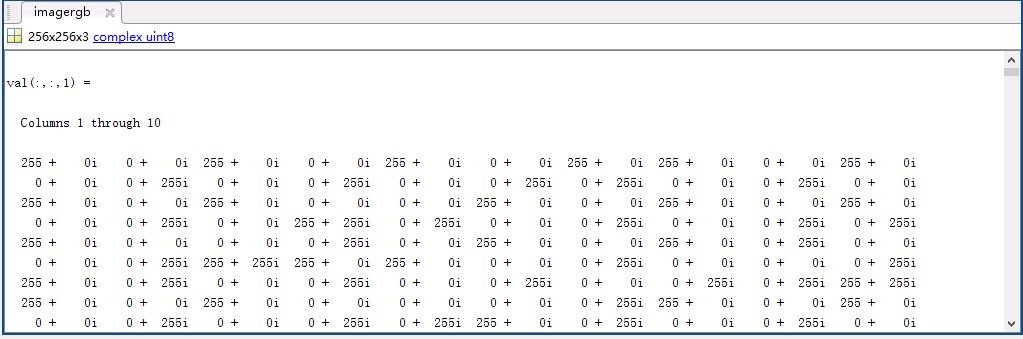 imagergb
256x256x3 complex uint8
val(:,:,1) =
Columns 1 through 10
255 + 0i 0 + 0i 255 + 0i 0 + 0i 255 + 0i 0 + 0i 255 + 0i 255 + 0i 0 + 0i 255 + 0i
0 + 0i 0 + 255i 0 + 0i 0 + 255i 0 + 0i 0 + 255i 0 + 255i 0 + 0i 0 + 255i 0 + 0i
255 + 0i 0 + 0i 255 + 0i 0 + 0i 0 + 0i 255 + 0i 0 + 0i 255 + 0i 0 + 0i 255 + 0i
0 + 0i 0 + 255i 0 + 0i 255 + 255i 0 + 255i 0 + 0i 0 + 255i 0 + 0i 0 + 255i 0 + 255i
255 + 0i 0 + 0i 0 + 0i 0 + 255i 0 + 0i 255 + 0i 0 + 0i 255 + 0i 0 + 0i 0 + 0i
0 + 0i 0 + 255i 255 + 255i 255 + 0i 255 + 0i 0 + 0i 0 + 255i 0 + 0i 0 + 0i 0 + 255i
255 + 0i 0 + 255i 0 + 0i 0 + 255i 0 + 0i 0 + 255i 0 + 0i 0 + 255i 0 + 255i 255 + 255i
255 + 0i 0 + 0i 255 + 0i 0 + 0i 0 + 0i 0 + 0i 0 + 255i 255 + 0i 0 + 0i 255 + 0i
0 + 0i 0 + 255i 0 + 0i 0 + 255i 0 + 255i 255 + 0i 0 + 255i 0 + 0i 0 + 255i 0 + 0i